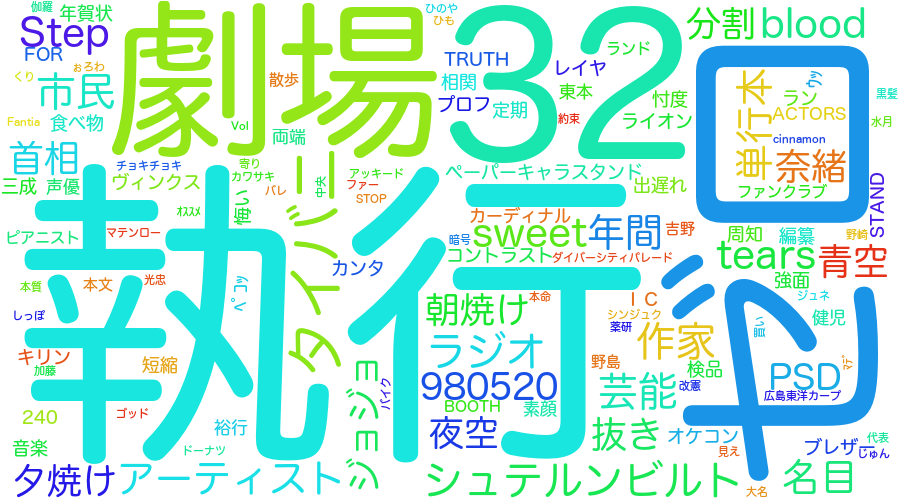 伽羅
年賀状
Step
FOR
くり
おろわ
市民
Fantia
食べ物
首相
三成
声優
劇場
32
ひのや
ひも
TRUTH
レイヤ
ランド
散歩
相関
プロフ
定期
東本
約束
忖度
ライオン
Vol
両端
分割
blood
回
単行本
ラン
ウッ
ACTORS
cinnamon
奈緒
ファンクラブ
黒髪
水月
STAND
チョキチョキ
ヴィンクス
寄り
カワサキ
バレ
中央
アッキード
ファー
STOP
ペーパーキャラスタンド
出遅れ
ピアニスト
マテンロー
オススメ
悔い
タイバニ
執行
カーディナル
sweet
年間
吉野
暗号
コントラスト
ダイバーシティパレード
周知
編纂
野崎
tears
青空
強面
本質
本文
光忠
ペコッ
カンタ
しっぽ
朝焼け
本命
シンジュク
薬研
ジュネ
買い
健児
キリン
加藤
短縮
ラジオ
作家
野島
検品
PSD
マデ
240
ゴッド
ジョジョ
バイク
980520
BOOTH
素顔
芸能
改憲
広島東洋カープ
裕行
夜空
抜き
オケコン
見え
ブレザー
代表
じゅん
音楽
ドーナツ
夕焼け
アーティスト
シュテルンビルト
大名
名目